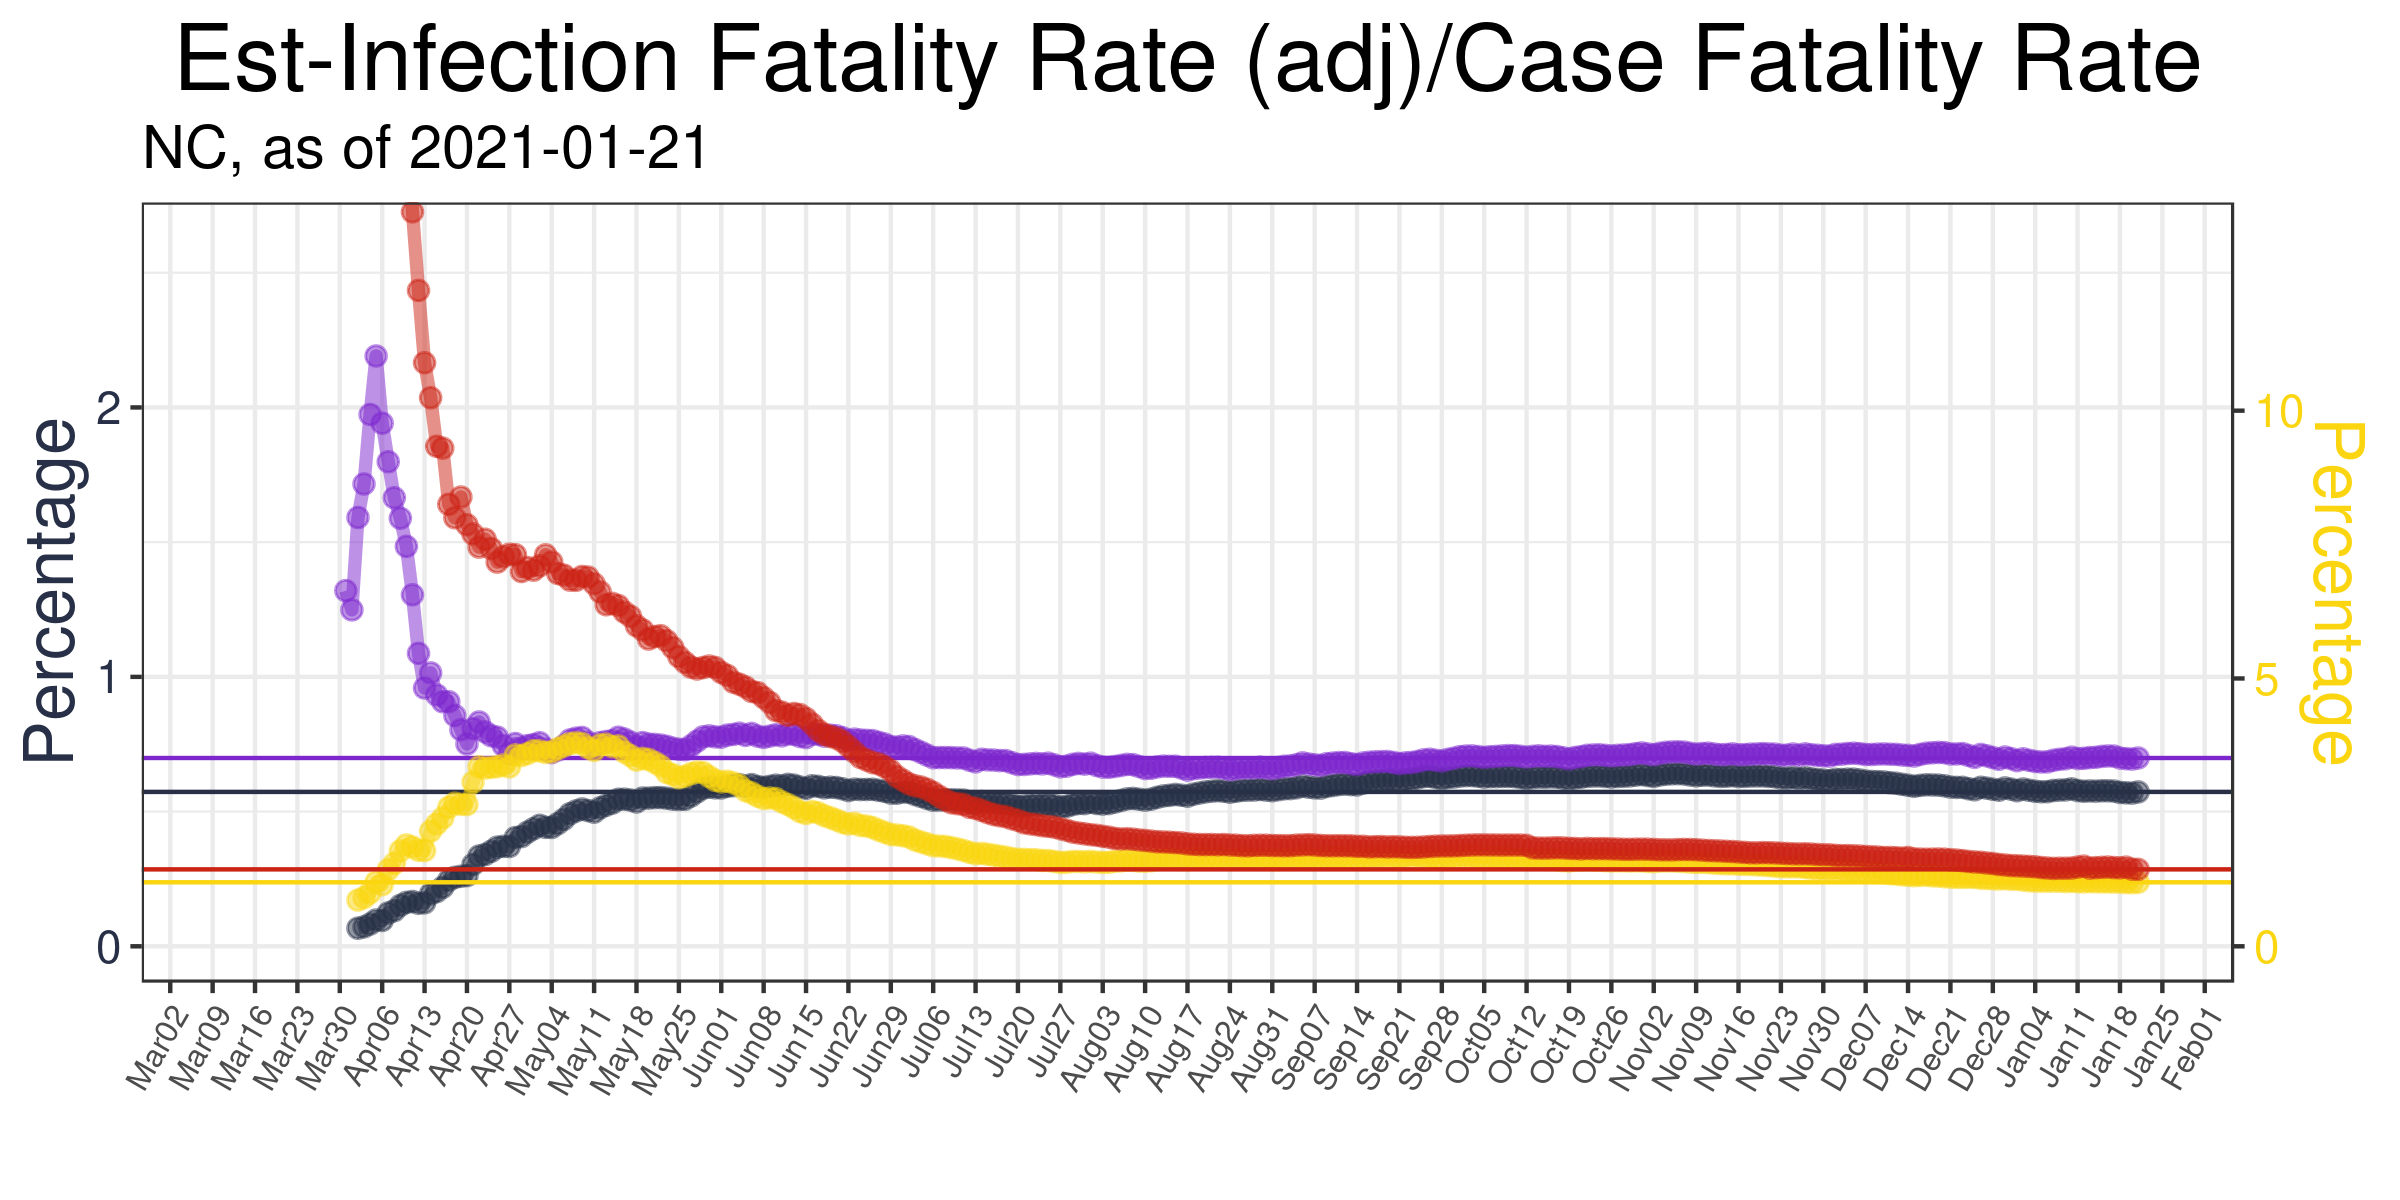 Est-Infection Fatality Rate (adj)/Case Fatality Rate
NC, as of 2021-01-21
Percentage
2
1
0
10
5
0
Percentage
Mar02
Mar09
Mar16
Mar23
Mar30
Apr06
Apr13
Apr20
Apr27
May04
May11
May18
May25
Jun01
Jun08
Jun15
Jun22
Jun29
Jul06
Jul13
Jul20
Jul27
Aug03
Aug10
Aug17
Aug24
Aug31
Sep07
Sep14
Sep21
Sep28
Oct05
Oct12
Oct19
Oct26
Nov02
Nov09
Nov16
Nov23
Nov30
Dec07
Dec14
Dec21
Dec28
Jan04
Jan11
Jan18
Jan25
Feb01